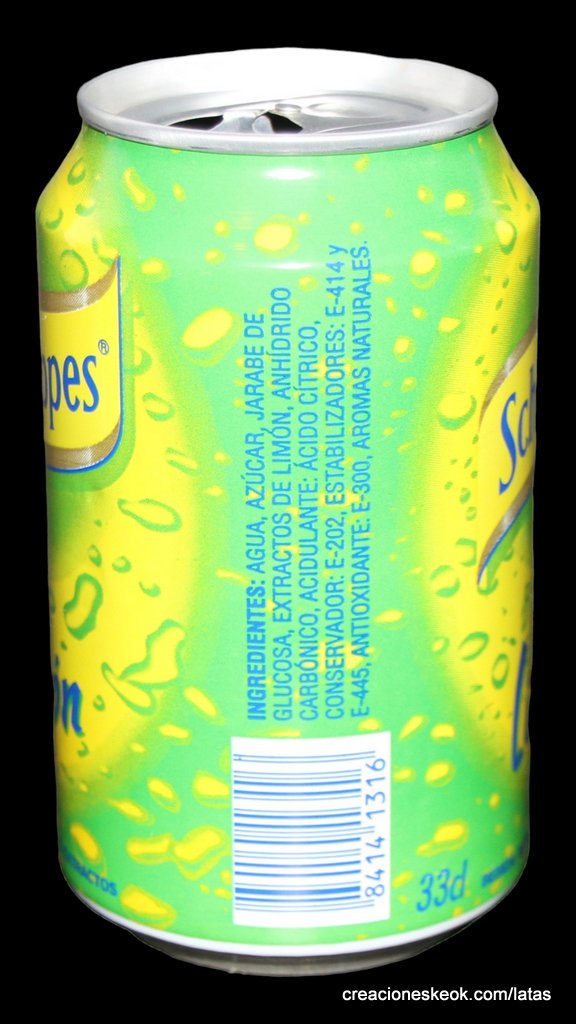 pes®
INGREDIENTES: AGUA, AZÚCAR, JARABE DE
GLUCOSA, EXTRACTOS DE LIMÓN, ANHÍDRIDO
CARBÓNICO, ACIDULANTE: ÁCIDO CÍTRICO,
CONSERVADOR: E-202, ESTABILIZADORES: E-414 y
E-445, ANTIOXIDANTE: E-300, AROMAS NATURALES.
Sch
8414 1316
33cl
creacioneskeok.com/latas